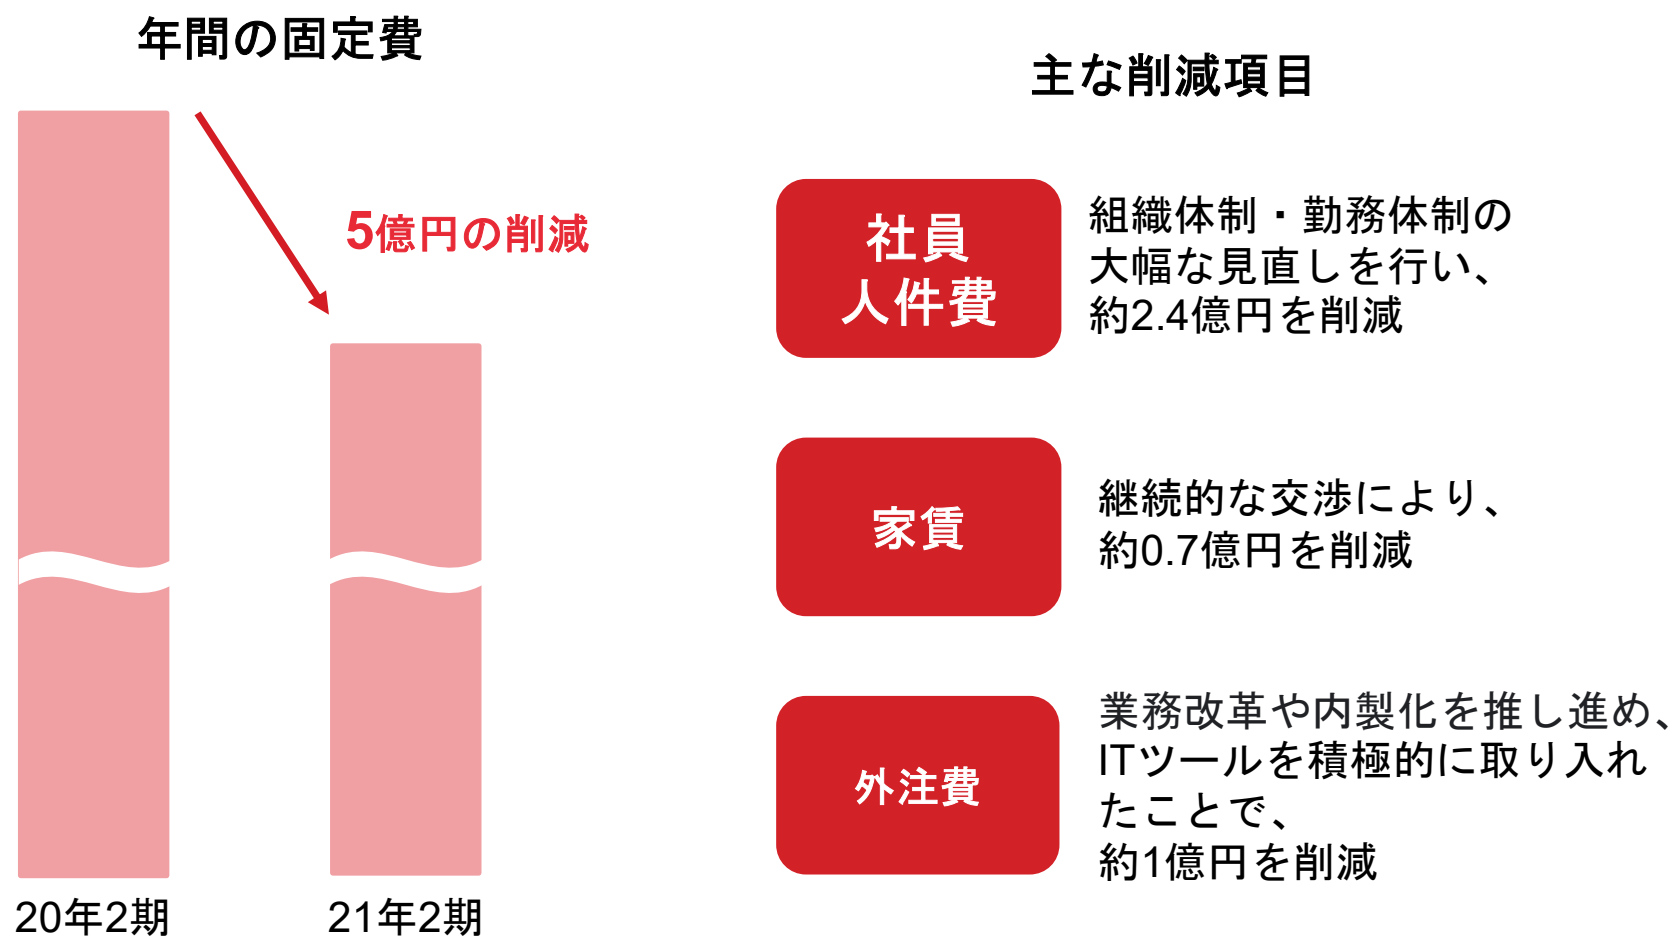 年間の固定費
5億円の削減
20年2期
21年2期
主な削減項目
社員
人件費
組織体制・勤務体制の
大幅な見直しを行い、
約2.4億円を削減
家賃
継続的な交渉により、
約0.7億円を削減
外注費
業務改革や内製化を推し進め、
ITツールを積極的に取り入れ
たことで、
約1億円を削減